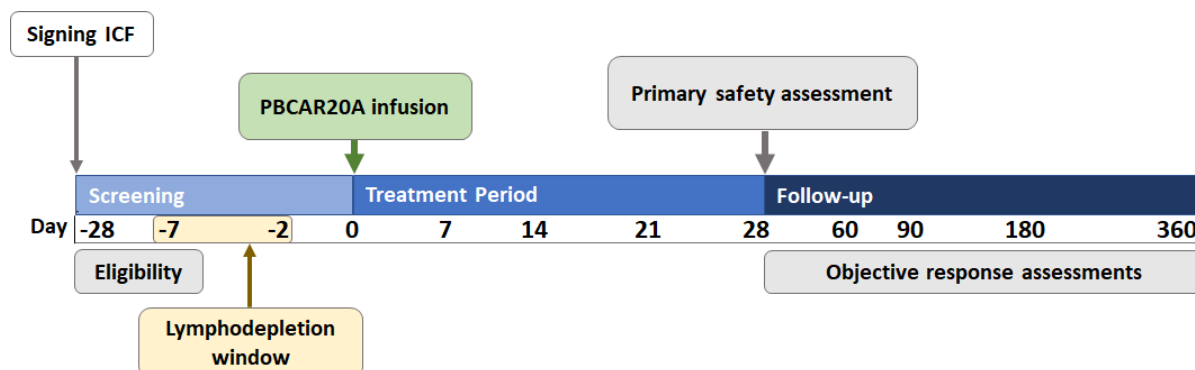 Signing ICF
PBCAR20A infusion
Primary safety assessment
Screening
Treatment Period
Follow-up
Day -28 -7 -2 0 7 14 21 28 60 90 180 360
Eligibility
Objective response assessments
Lymphodepletion
window